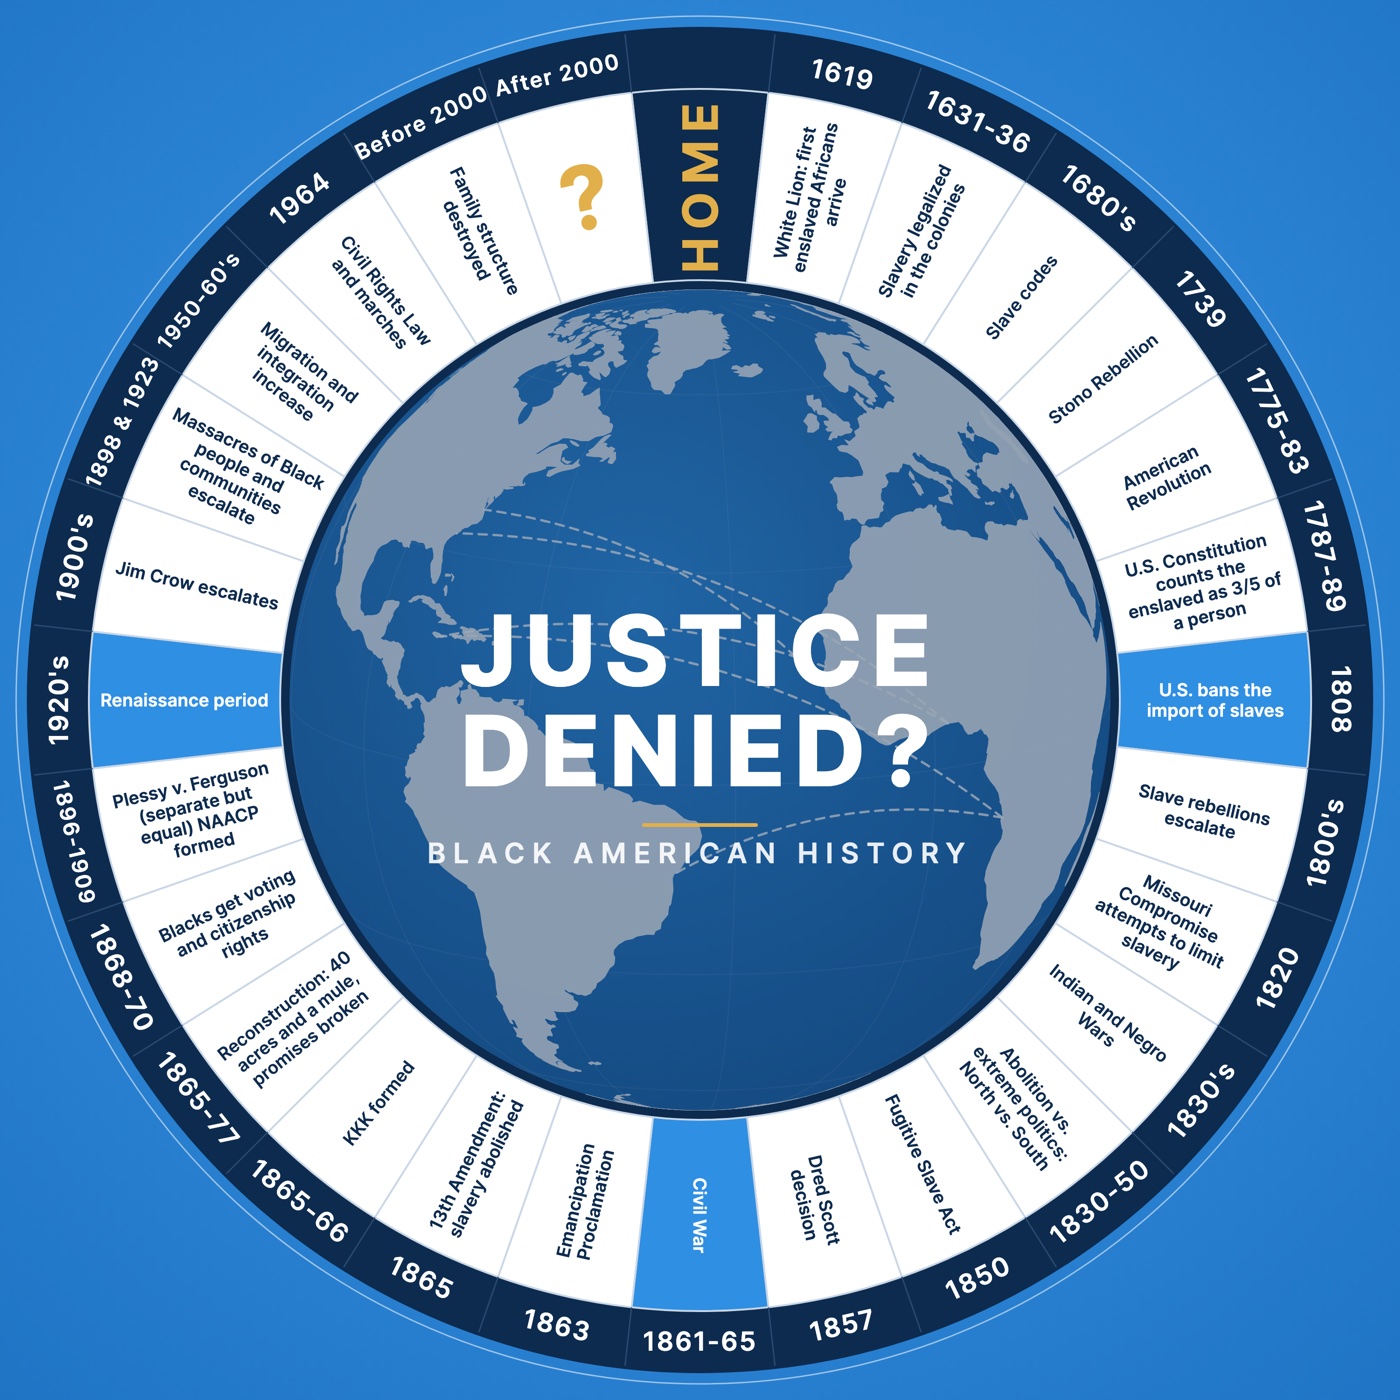 HOME
1619
White Lion: first
enslaved Africans
arrive
1631-36
Slavery legalized
in the colonies
1680's
Slave codes
1739
Stono Rebellion
1775-83
American
Revolution
1787-89
U.S. Constitution
counts the
enslaved as 3/5 of
a person
1808
U.S. bans the
import of slaves
1800's
Slave rebellions
escalate
1820
Missouri
Compromise
attempts to limit
slavery
1830's
Indian and Negro
Wars
1830-50
Abolition vs.
extreme politics:
North vs. South
1850
Fugitive Slave Act
1857
Dred Scott
decision
1861-65
Civil War
1863
Emancipation
Proclamation
1865
13th Amendment:
slavery abolished
1865-66
KKK formed
1865-77
Reconstruction: 40
acres and a mule,
promises broken
1868-70
Blacks get voting
and citizenship
rights
1896-1909
Plessy v. Ferguson
(separate but
equal) NAACP
formed
1920's
Renaissance period
1900's
Jim Crow escalates
1898 & 1923
Massacres of Black
people and
communities
escalate
1950-60's
Migration and
integration
increase
1964
Civil Rights Law
and marches
Before 2000
Family structure
destroyed
After 2000
?
JUSTICE
DENIED?
BLACK AMERICAN HISTORY